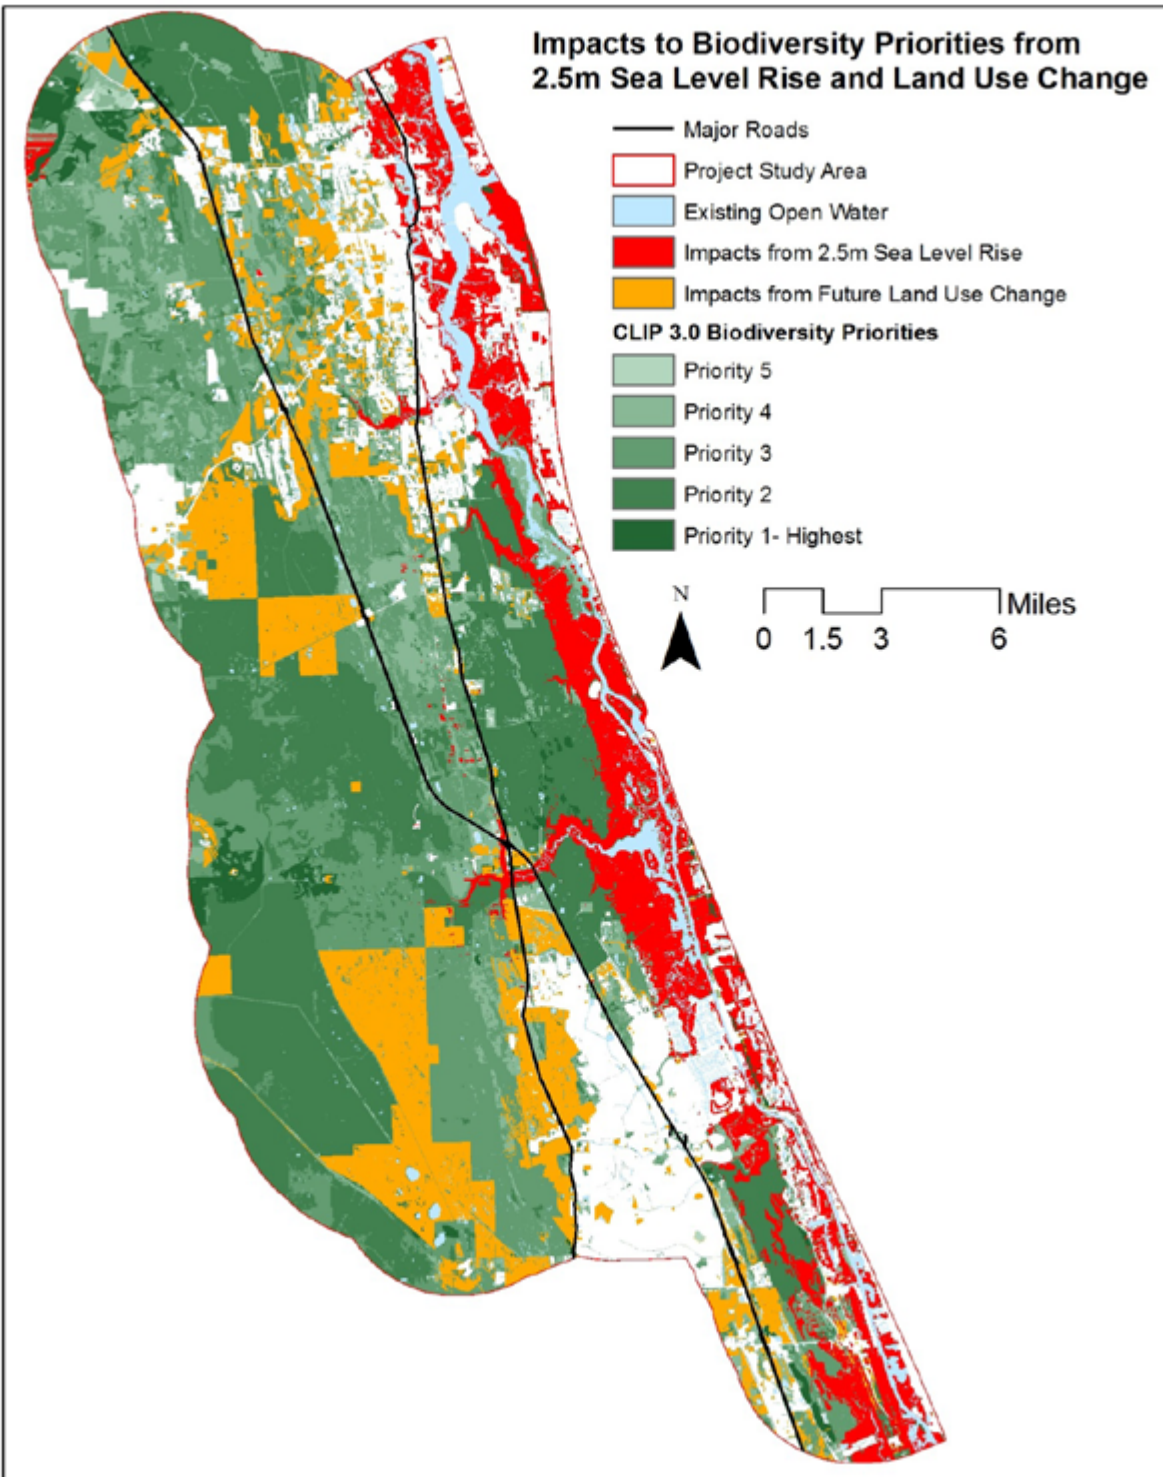 Impacts to Biodiversity Priorities from
2.5m Sea Level Rise and Land Use Change
Major Roads
Project Study Area
Existing Open Water
Impacts from 2.5m Sea Level Rise
Impacts from Future Land Use Change
CLIP 3.0 Biodiversity Priorities
Priority 5
Priority 4
Priority 3
Priority 2
Priority 1- Highest
N
Miles
0 1.5 3 6